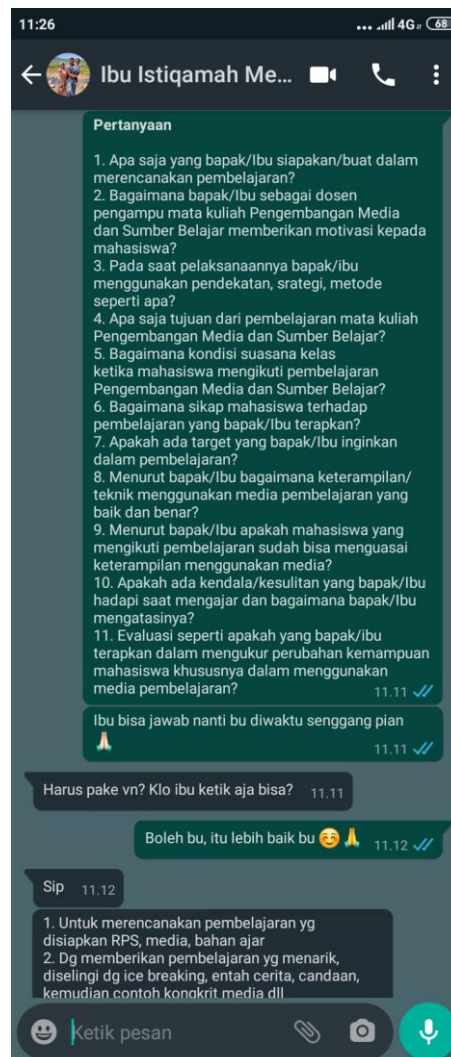 11:26
4G
68
Ibu Istiqamah Me...
Pertanyaan
1. Apa saja yang bapak/Ibu siapakan/buat dalam
merencanakan pembelajaran?
2. Bagaimana bapak/Ibu sebagai dosen
pengampu mata kuliah Pengembangan Media
dan Sumber Belajar memberikan motivasi kepada
mahasiswa?
3. Pada saat pelaksanaannya bapak/ibu
menggunakan pendekatan, srategi, metode
seperti apa?
4. Apa saja tujuan dari pembelajaran mata kuliah
Pengembangan Media dan Sumber Belajar?
5. Bagaimana kondisi suasana kelas
ketika mahasiswa mengikuti pembelajaran
Pengembangan Media dan Sumber Belajar?
6. Bagaimana sikap mahasiswa terhadap
pembelajaran yang bapak/Ibu terapkan?
7. Apakah ada target yang bapak/Ibu inginkan
dalam pembelajaran?
8. Menurut bapak/Ibu bagaimana keterampilan/
teknik menggunakan media pembelajaran yang
baik dan benar?
9. Menurut bapak/Ibu apakah mahasiswa yang
mengikuti pembelajaran sudah bisa menguasai
keterampilan menggunakan media?
10. Apakah ada kendala/kesulitan yang bapak/Ibu
hadapi saat mengajar dan bagaimana bapak/Ibu
mengatasinya?
11. Evaluasi seperti apakah yang bapak/ibu
terapkan dalam mengukur perubahan kemampuan
mahasiswa khususnya dalam menggunakan
media pembelajaran?
11.11
Ibu bisa jawab nanti bu diwaktu senggang pian
🙏
11.11
Harus pake vn? Klo ibu ketik aja bisa? 11.11
Boleh bu, itu lebih baik bu ☺️🙏 11.12
Sip 11.12
1. Untuk merencanakan pembelajaran yg
disiapkan RPS, media, bahan ajar
2. Dg memberikan pembelajaran yg menarik,
diselingi dg ice breaking, entah cerita, candaan,
kemudian contoh kongkrit media dll
Ketik pesan